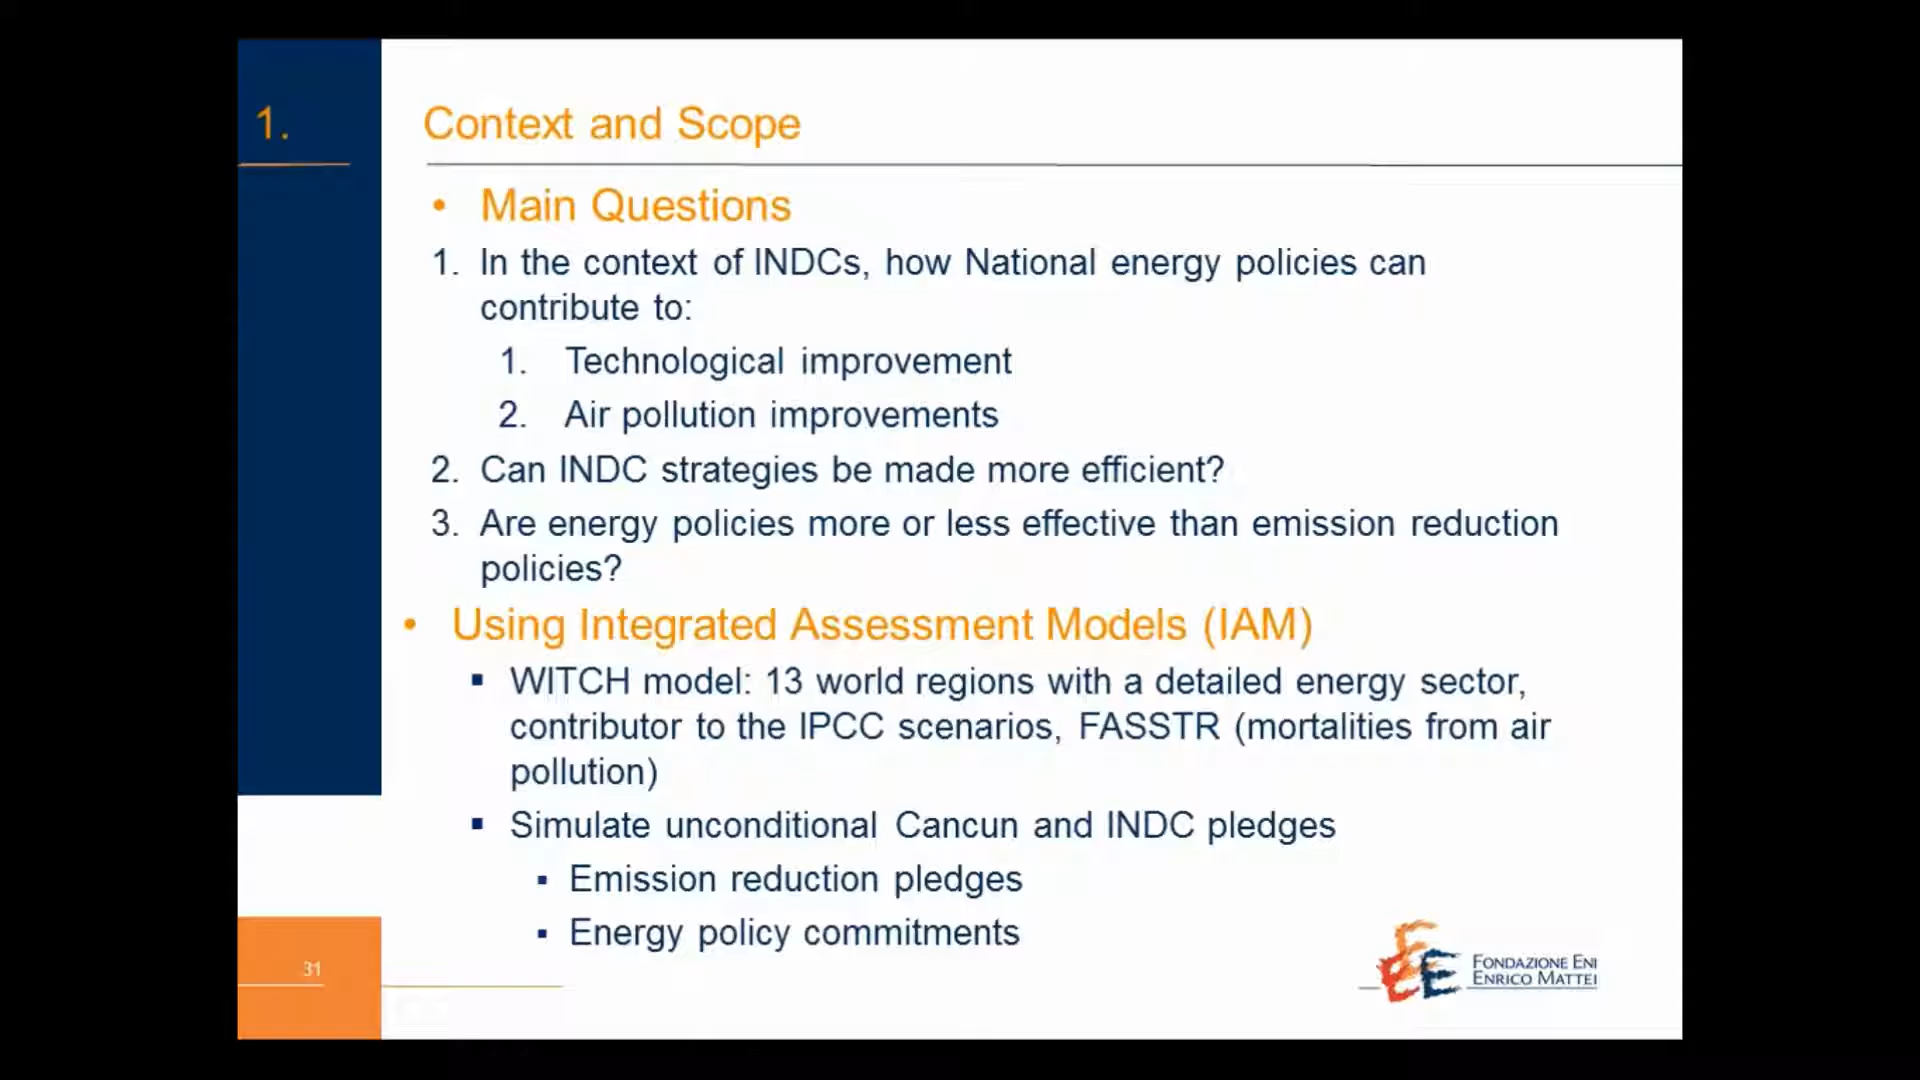 1. Context and Scope
• Main Questions
1. In the context of INDCs, how National energy policies can
contribute to:
1. Technological improvement
2. Air pollution improvements
2. Can INDC strategies be made more efficient?
3. Are energy policies more or less effective than emission reduction
policies?
• Using Integrated Assessment Models (IAM)
▪ WITCH model: 13 world regions with a detailed energy sector,
contributor to the IPCC scenarios, FASSTR (mortalities from air
pollution)
▪ Simulate unconditional Cancun and INDC pledges
▪ Emission reduction pledges
▪ Energy policy commitments
31
FONDAZIONE ENI
ENRICO MATTEI